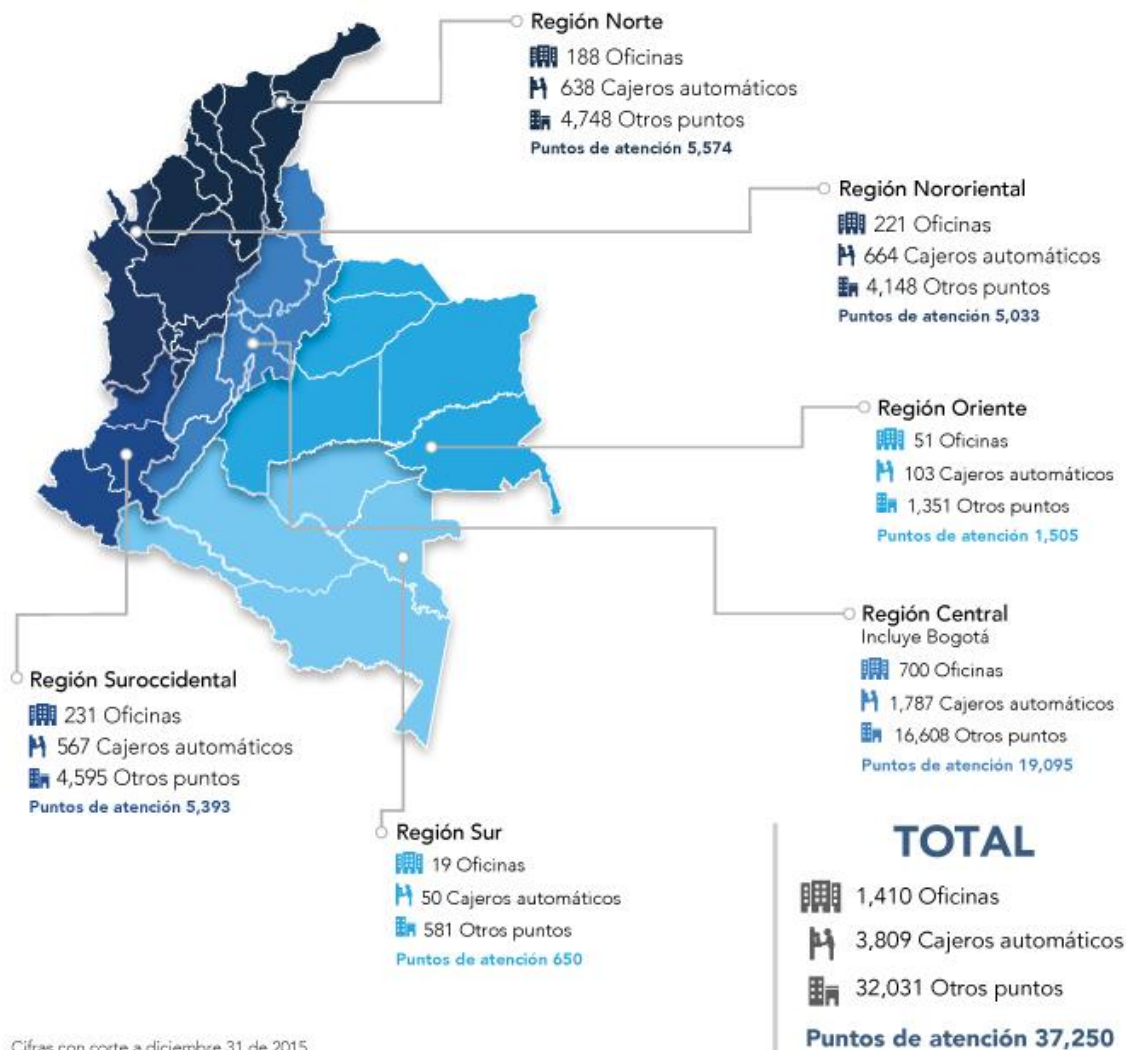 Región Norte
188 Oficinas
638 Cajeros automáticos
4,748 Otros puntos
Puntos de atención 5,574
Región Nororiental
221 Oficinas
664 Cajeros automáticos
4,148 Otros puntos
Puntos de atención 5,033
Región Oriente
51 Oficinas
103 Cajeros automáticos
1,351 Otros puntos
Puntos de atención 1,505
Región Central
Incluye Bogotá
700 Oficinas
1,787 Cajeros automáticos
16,608 Otros puntos
Puntos de atención 19,095
Región Suroccidental
231 Oficinas
567 Cajeros automáticos
4,595 Otros puntos
Puntos de atención 5,393
Región Sur
19 Oficinas
50 Cajeros automáticos
581 Otros puntos
Puntos de atención 650
TOTAL
1,410 Oficinas
3,809 Cajeros automáticos
32,031 Otros puntos
Puntos de atención 37,250
Cifras con corte a diciembre 31 de 2015